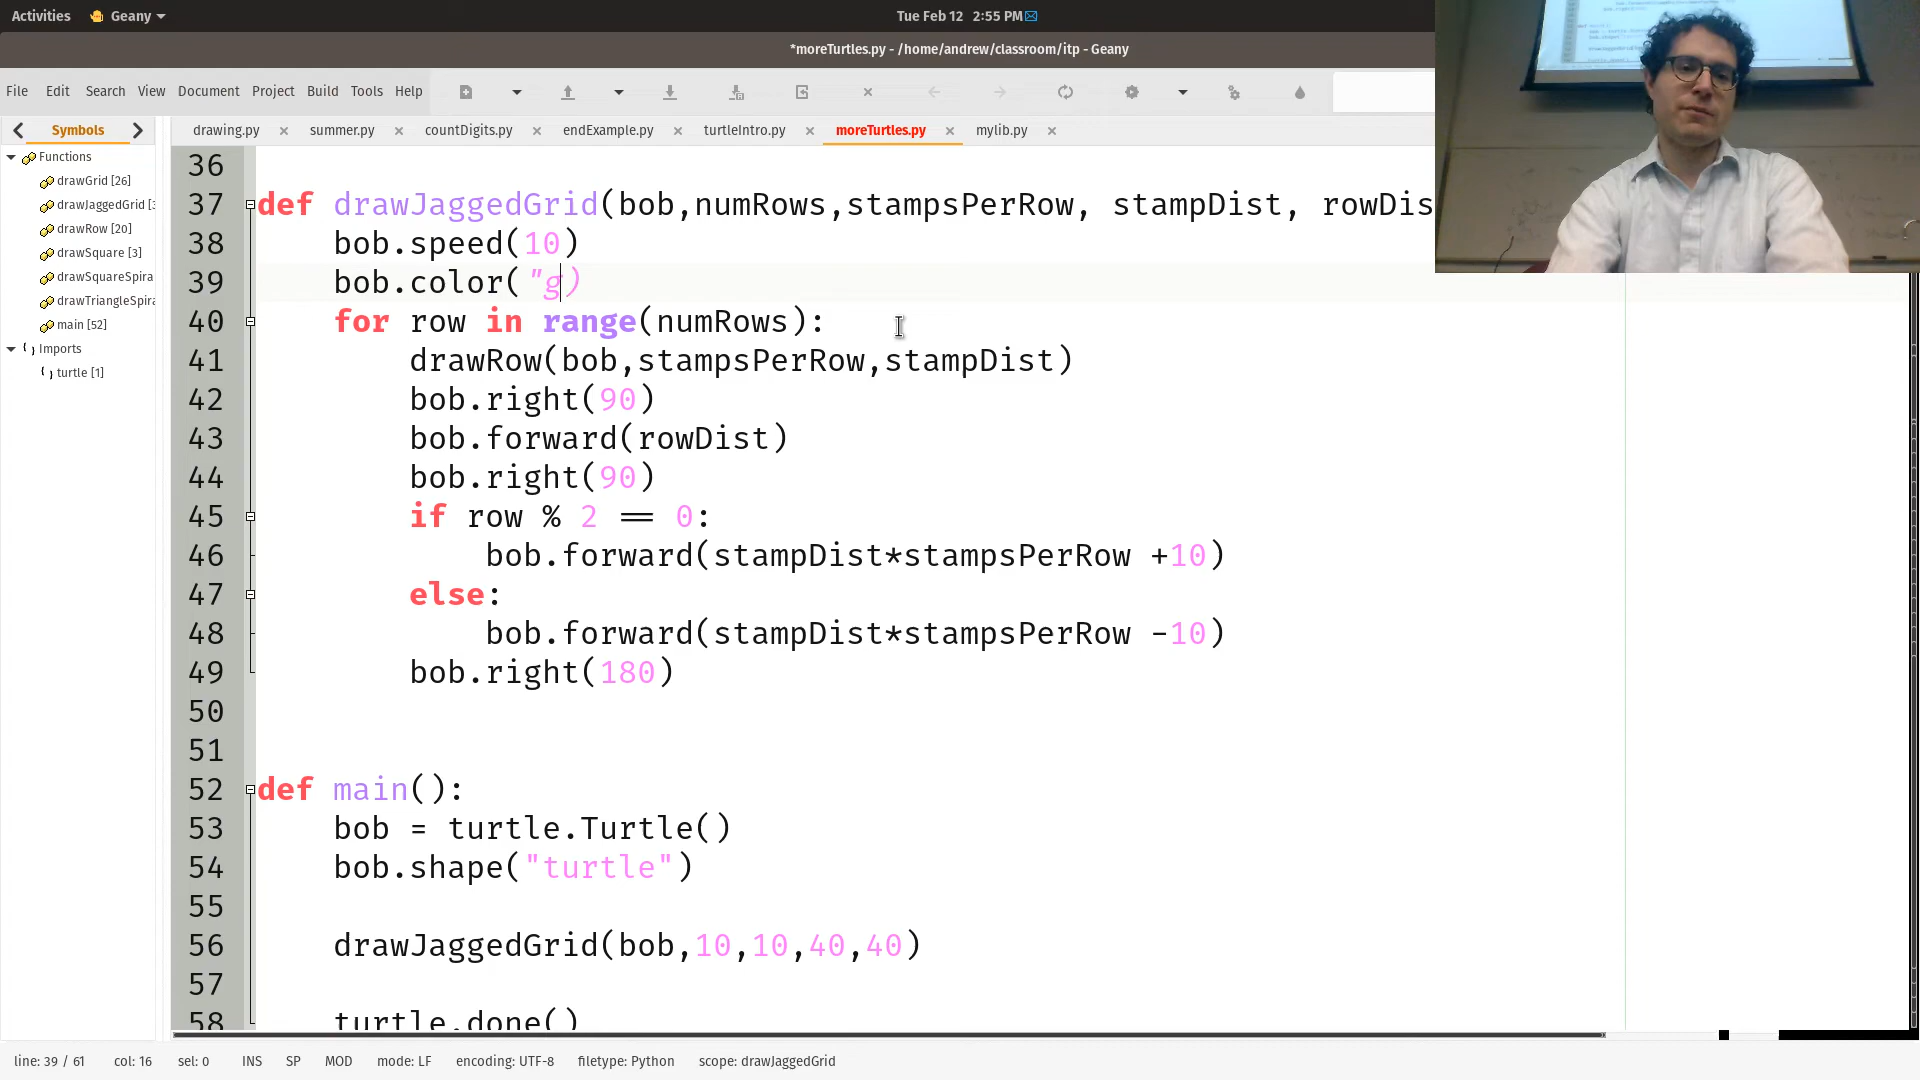 Activities Geany Tue Feb 12 2:55 PM
*moreTurtles.py - /home/andrew/classroom/itp - Geany
File Edit Search View Document Project Build Tools Help
Symbols drawing.py summer.py countDigits.py endExample.py turtleIntro.py moreTurtles.py mylib.py
Functions
drawGrid [26]
drawJaggedGrid [3
drawRow [20]
drawSquare [3]
drawSquareSpira
drawTriangleSpira
main [52]
Imports
turtle [1]
36
37 def drawJaggedGrid(bob,numRows,stampsPerRow, stampDist, rowDis
38 bob.speed(10)
39 bob.color("g)
40 for row in range(numRows):
41 drawRow(bob,stampsPerRow,stampDist)
42 bob.right(90)
43 bob.forward(rowDist)
44 bob.right(90)
45 if row % 2 == 0:
46 bob.forward(stampDist*stampsPerRow +10)
47 else:
48 bob.forward(stampDist*stampsPerRow -10)
49 bob.right(180)
50
51
52 def main():
53 bob = turtle.Turtle()
54 bob.shape("turtle")
55
56 drawJaggedGrid(bob,10,10,40,40)
57
58 turtle.done()
line: 39 / 61 col: 16 sel: 0 INS SP MOD mode: LF encoding: UTF-8 filetype: Python scope: drawJaggedGrid